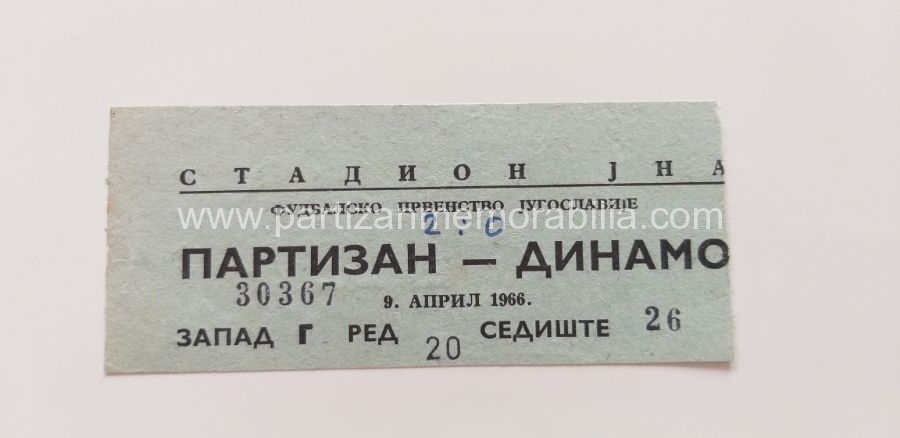 СТАДИОН ЈНА
ФУДБАЛСКО ПРВЕНСТВО ЈУГОСЛАВИЈЕ
www.partizanmemorabilia.com
2:0
ПАРТИЗАН — ДИНАМО
30367 9. АПРИЛ 1966.
ЗАПАД Г РЕД 20 СЕДИШТЕ 26